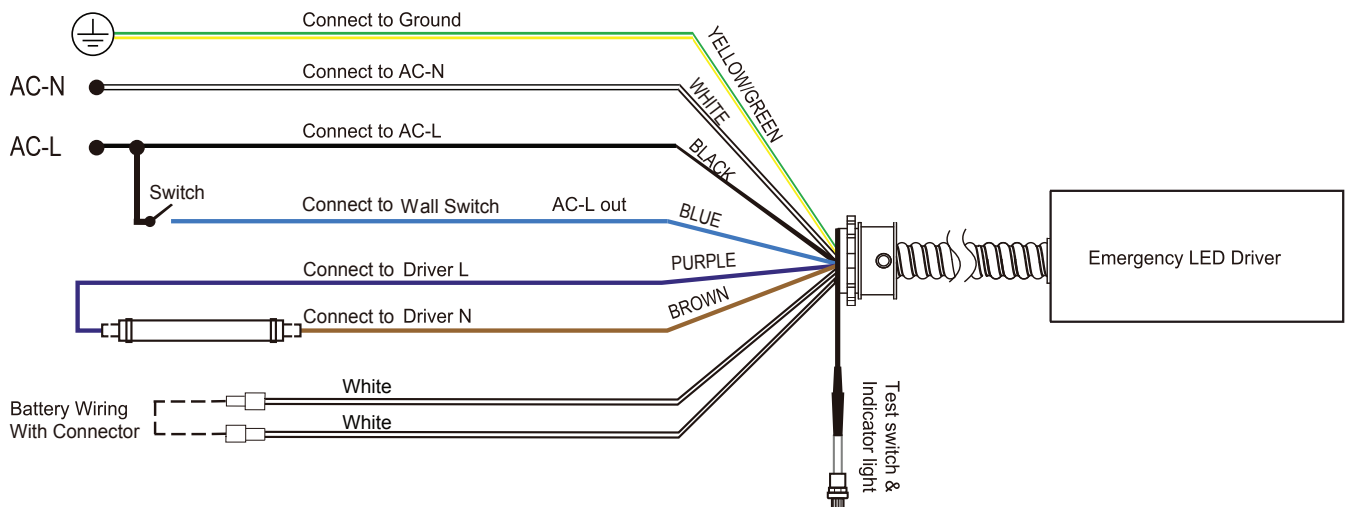 Connect to Ground
YELLOW/GREEN
AC-N
Connect to AC-N
WHITE
AC-L
Connect to AC-L
BLACK
Switch
Connect to Wall Switch
AC-L out
BLUE
Connect to Driver L
PURPLE
Connect to Driver N
BROWN
Emergency LED Driver
White
White
Battery Wiring
With Connector
Test switch &
Indicator light